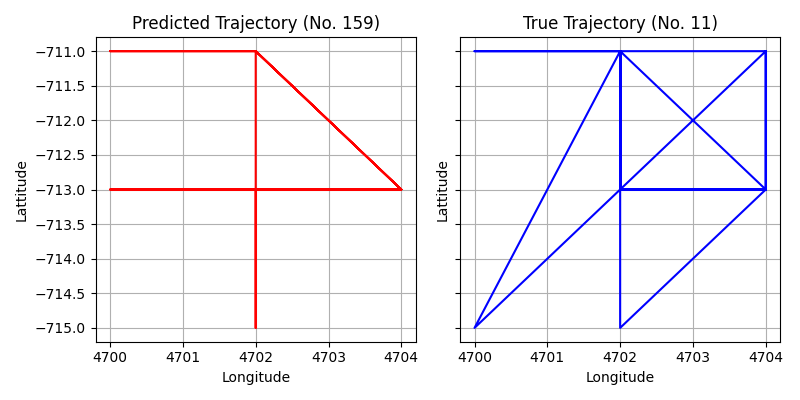 Predicted Trajectory (No. 159)
−711.0
−711.5
−712.0
−712.5
−713.0
−713.5
−714.0
−714.5
−715.0
Lattitude
4700 4701 4702 4703 4704
Longitude
True Trajectory (No. 11)
Lattitude
4700 4701 4702 4703 4704
Longitude